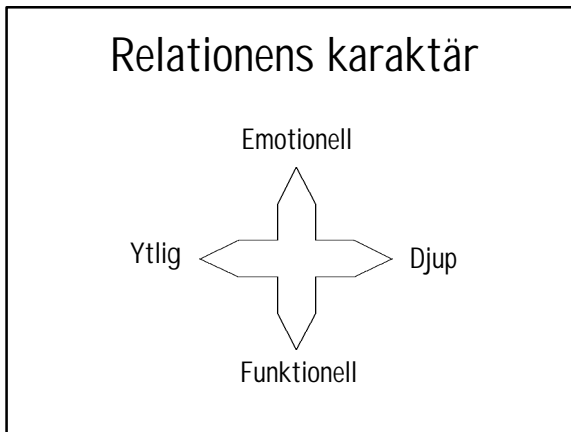 Relationens karaktär
Emotionell
Ytlig
Djup
Funktionell